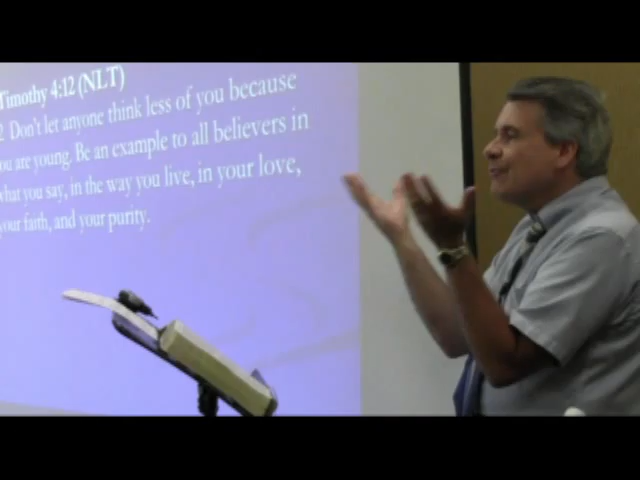 Timothy 4:12 (NLT)
2 Don't let anyone think less of you because
ou are young. Be an example to all believers in
what you say, in the way you live, in your love,
your faith, and your purity.